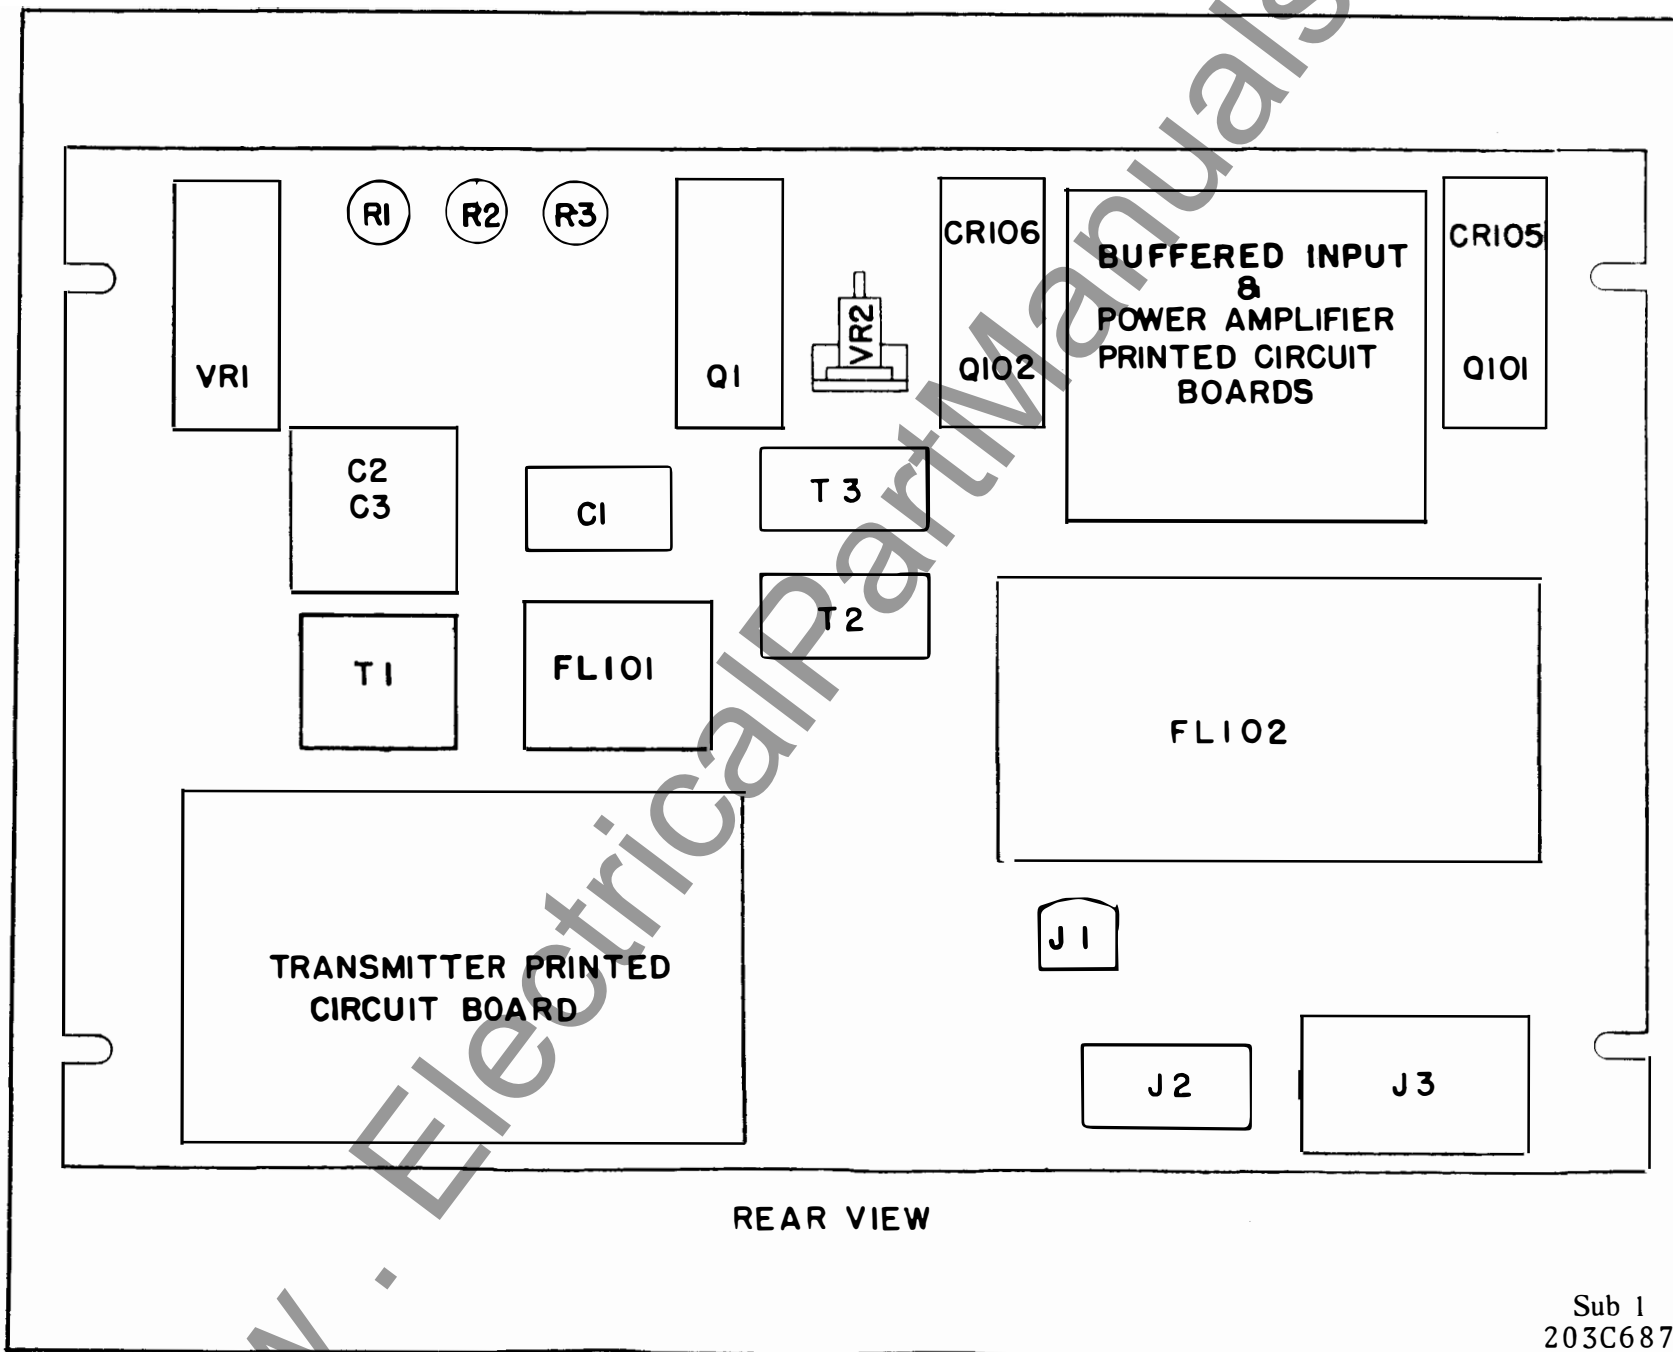 R1
R2
R3
CR106
CR105
BUFFERED INPUT
&
POWER AMPLIFIER
PRINTED CIRCUIT
BOARDS
VR2
VR1
Q1
Q102
Q101
C2
C3
C1
T3
T2
T1
FL101
FL102
J1
TRANSMITTER PRINTED
CIRCUIT BOARD
J2
J3
REAR VIEW
Sub 1
203C687
. ElectricalPartManuals